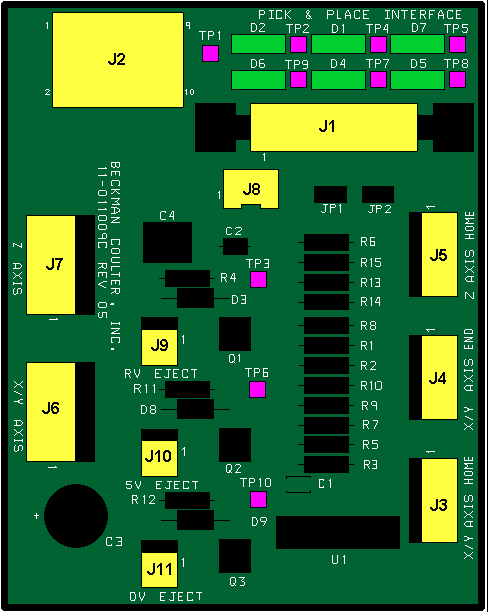 PICK & PLACE INTERFACE
1
9
TP1
D2
TP2
D1
TP4
D7
TP5
J2
D6
TP9
D4
TP7
D5
TP8
2
10
J1
1
BECKMAN COULTER, INC.
11-011009C REV 05
1
J8
JP1
JP2
1
J7
Z AXIS
1
C4
C2
R6
J5
Z AXIS HOME
TP3
R15
R4
R13
D3
R14
J9
1
Q1
R8
R1
1
J4
X/Y AXIS END
RV EJECT
TP6
R2
R11
R10
J6
X/Y AXIS
1
D8
R9
R7
J10
1
Q2
R5
R3
1
J3
X/Y AXIS HOME
5V EJECT
TP10
C1
R12
+
C3
D9
U1
J11
1
Q3
0V EJECT